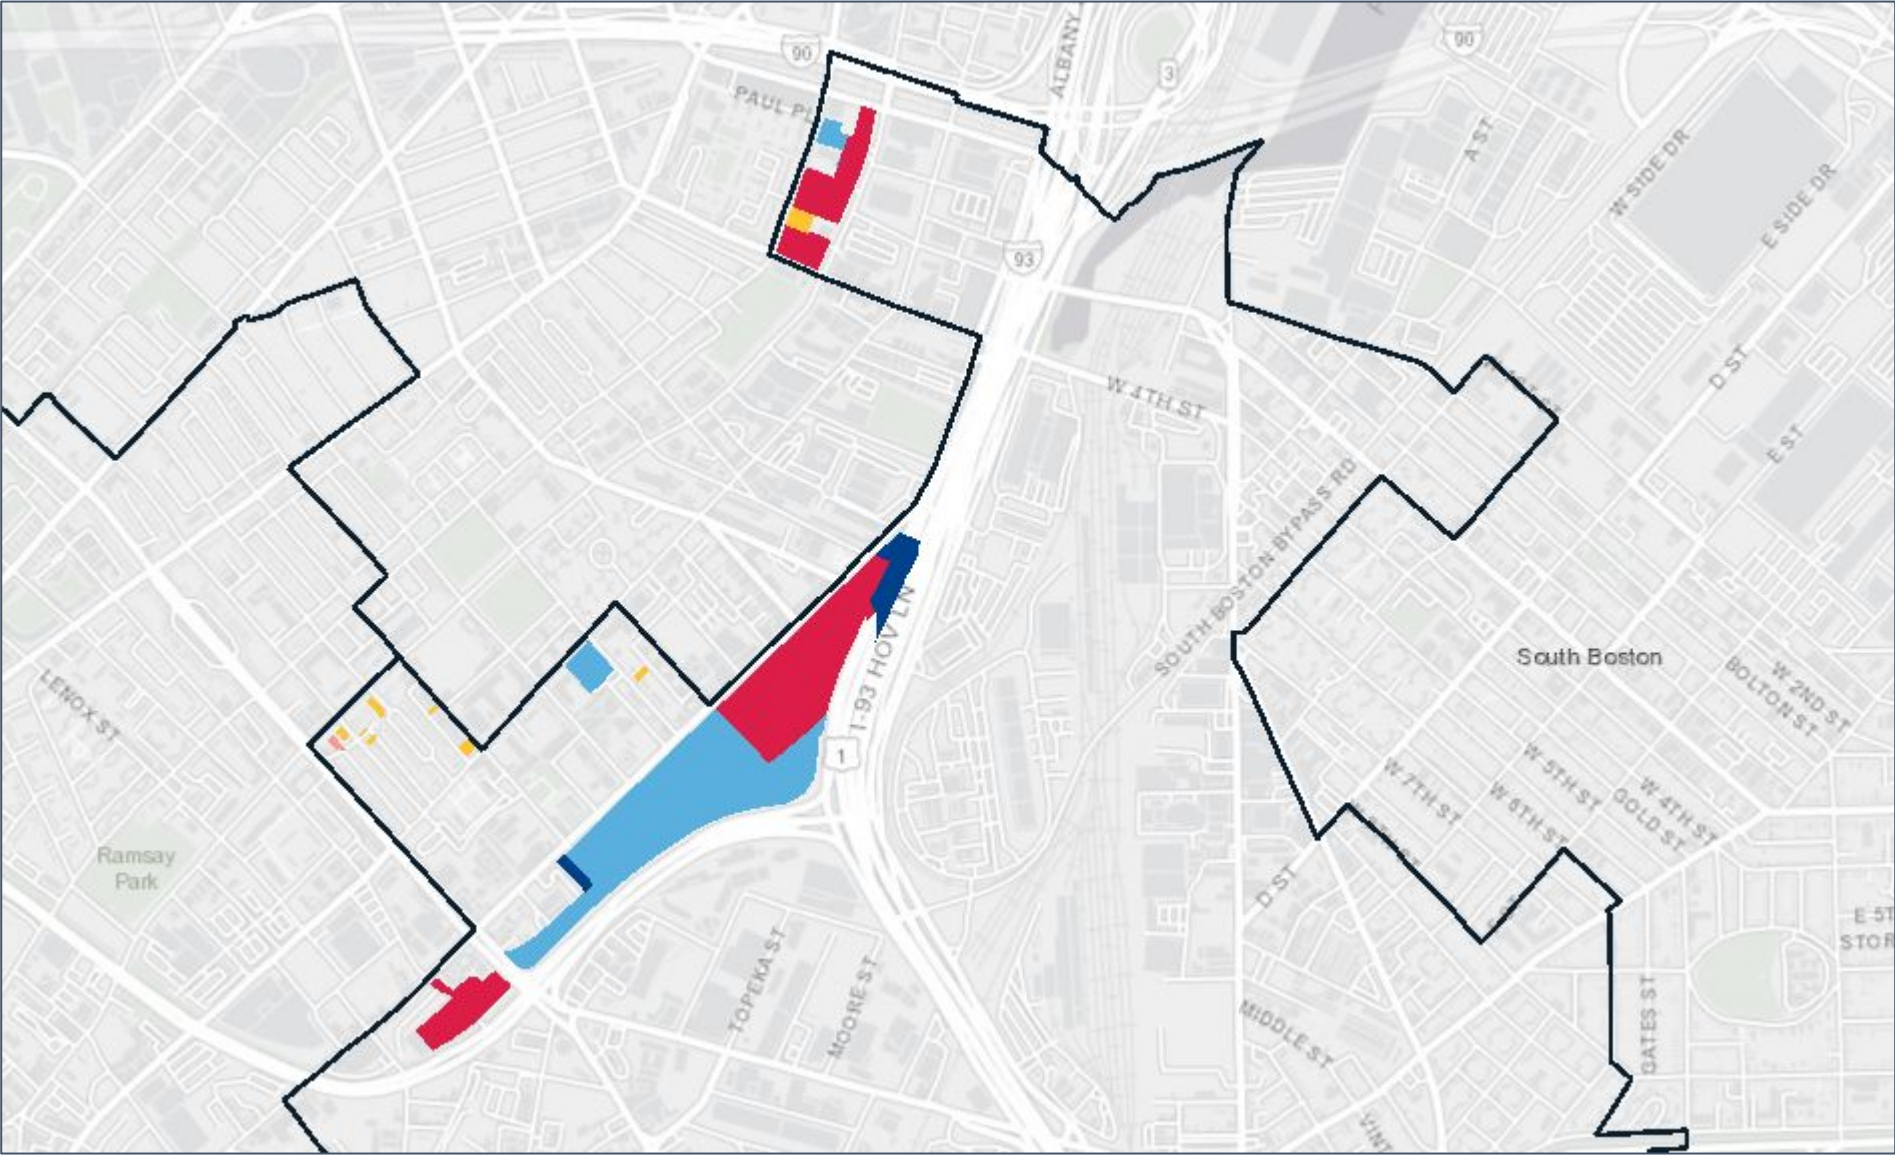 90
ALBANY
90
3
PAUL PL
A ST
W SIDE DR
E SIDE DR
93
D ST
W 4TH ST
E ST
SOUTH BOSTON BYPASS RD
I-93 HOV LN
South Boston
W 2ND ST
BOLTON ST
LENOX ST
1
W 5TH ST
W 4TH ST
GOLD ST
W 7TH ST
W 6TH ST
Ramsay
Park
D ST
E 5T
STOR
TOPEKA ST
MOORE ST
MIDDLE ST
GATES ST
VINT